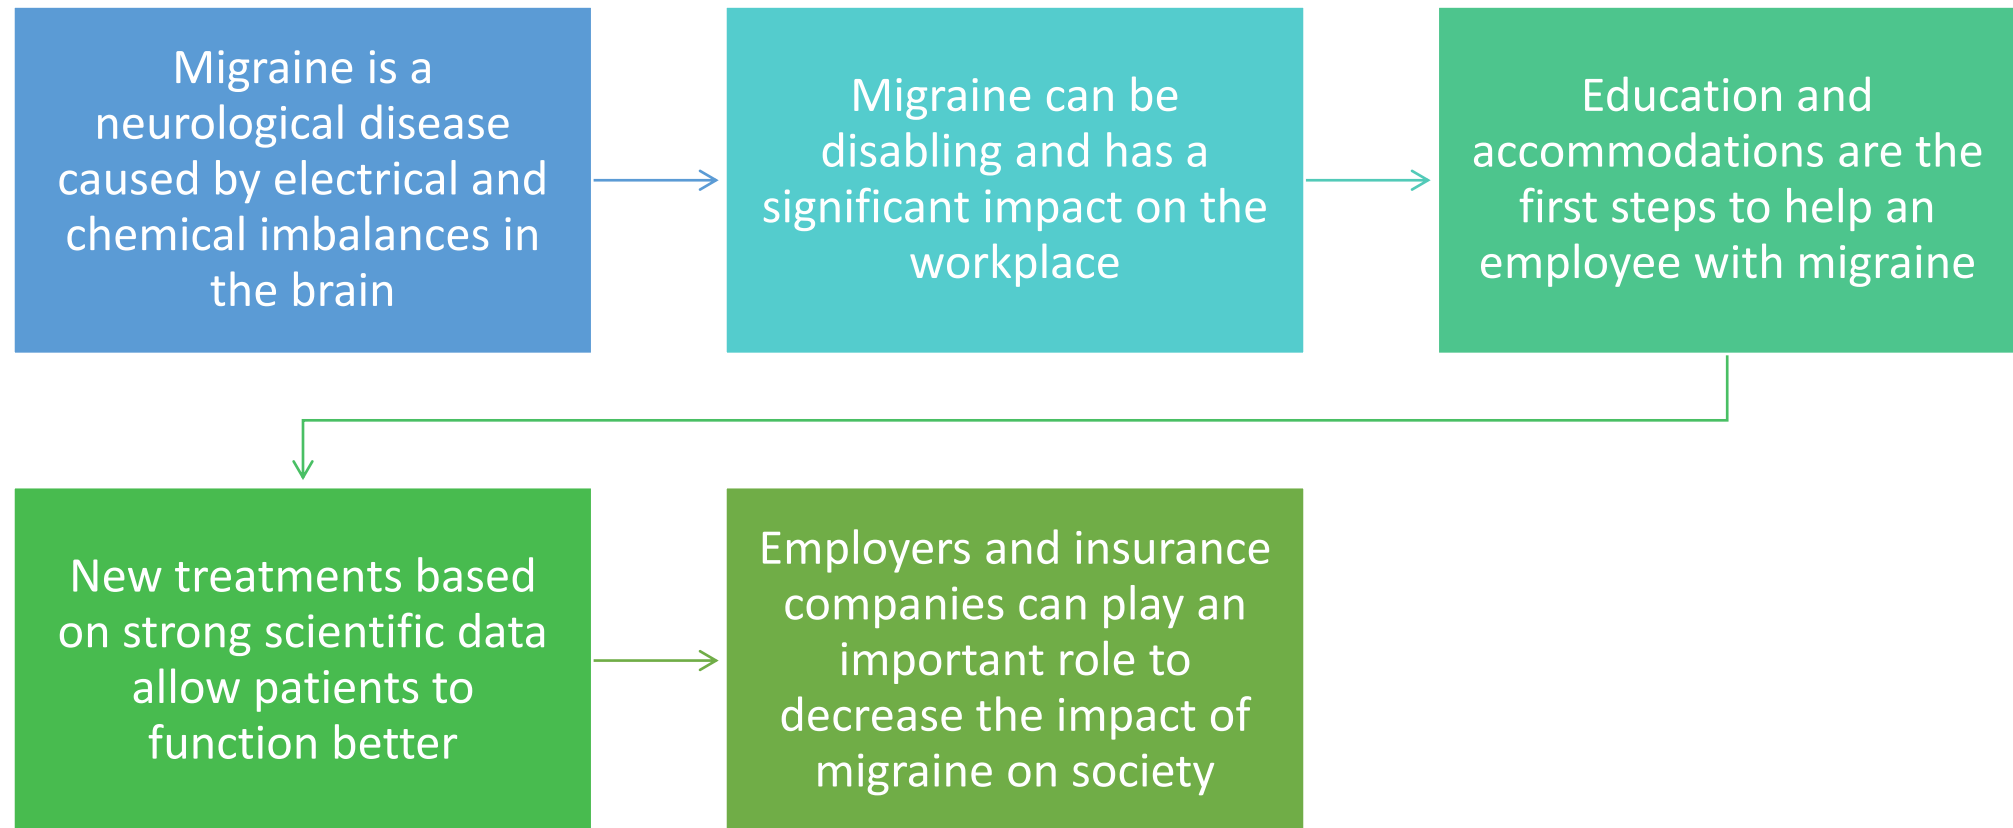 Migraine is a
neurological disease
caused by electrical and
chemical imbalances in
the brain
Migraine can be
disabling and has a
significant impact on the
workplace
Education and
accommodations are the
first steps to help an
employee with migraine
New treatments based
on strong scientific data
allow patients to
function better
Employers and insurance
companies can play an
important role to
decrease the impact of
migraine on society